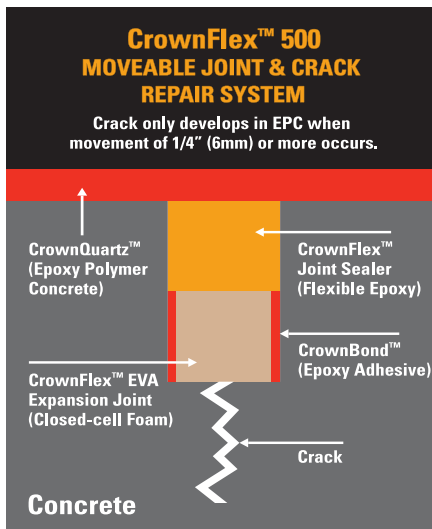 CrownFlex™ 500
MOVEABLE JOINT & CRACK
REPAIR SYSTEM
Crack only develops in EPC when
movement of 1/4” (6mm) or more occurs.
CrownQuartz™
(Epoxy Polymer
Concrete)
CrownFlex™
Joint Sealer
(Flexible Epoxy)
CrownFlex™ EVA
Expansion Joint
(Closed-cell Foam)
CrownBond™
(Epoxy Adhesive)
Crack
Concrete